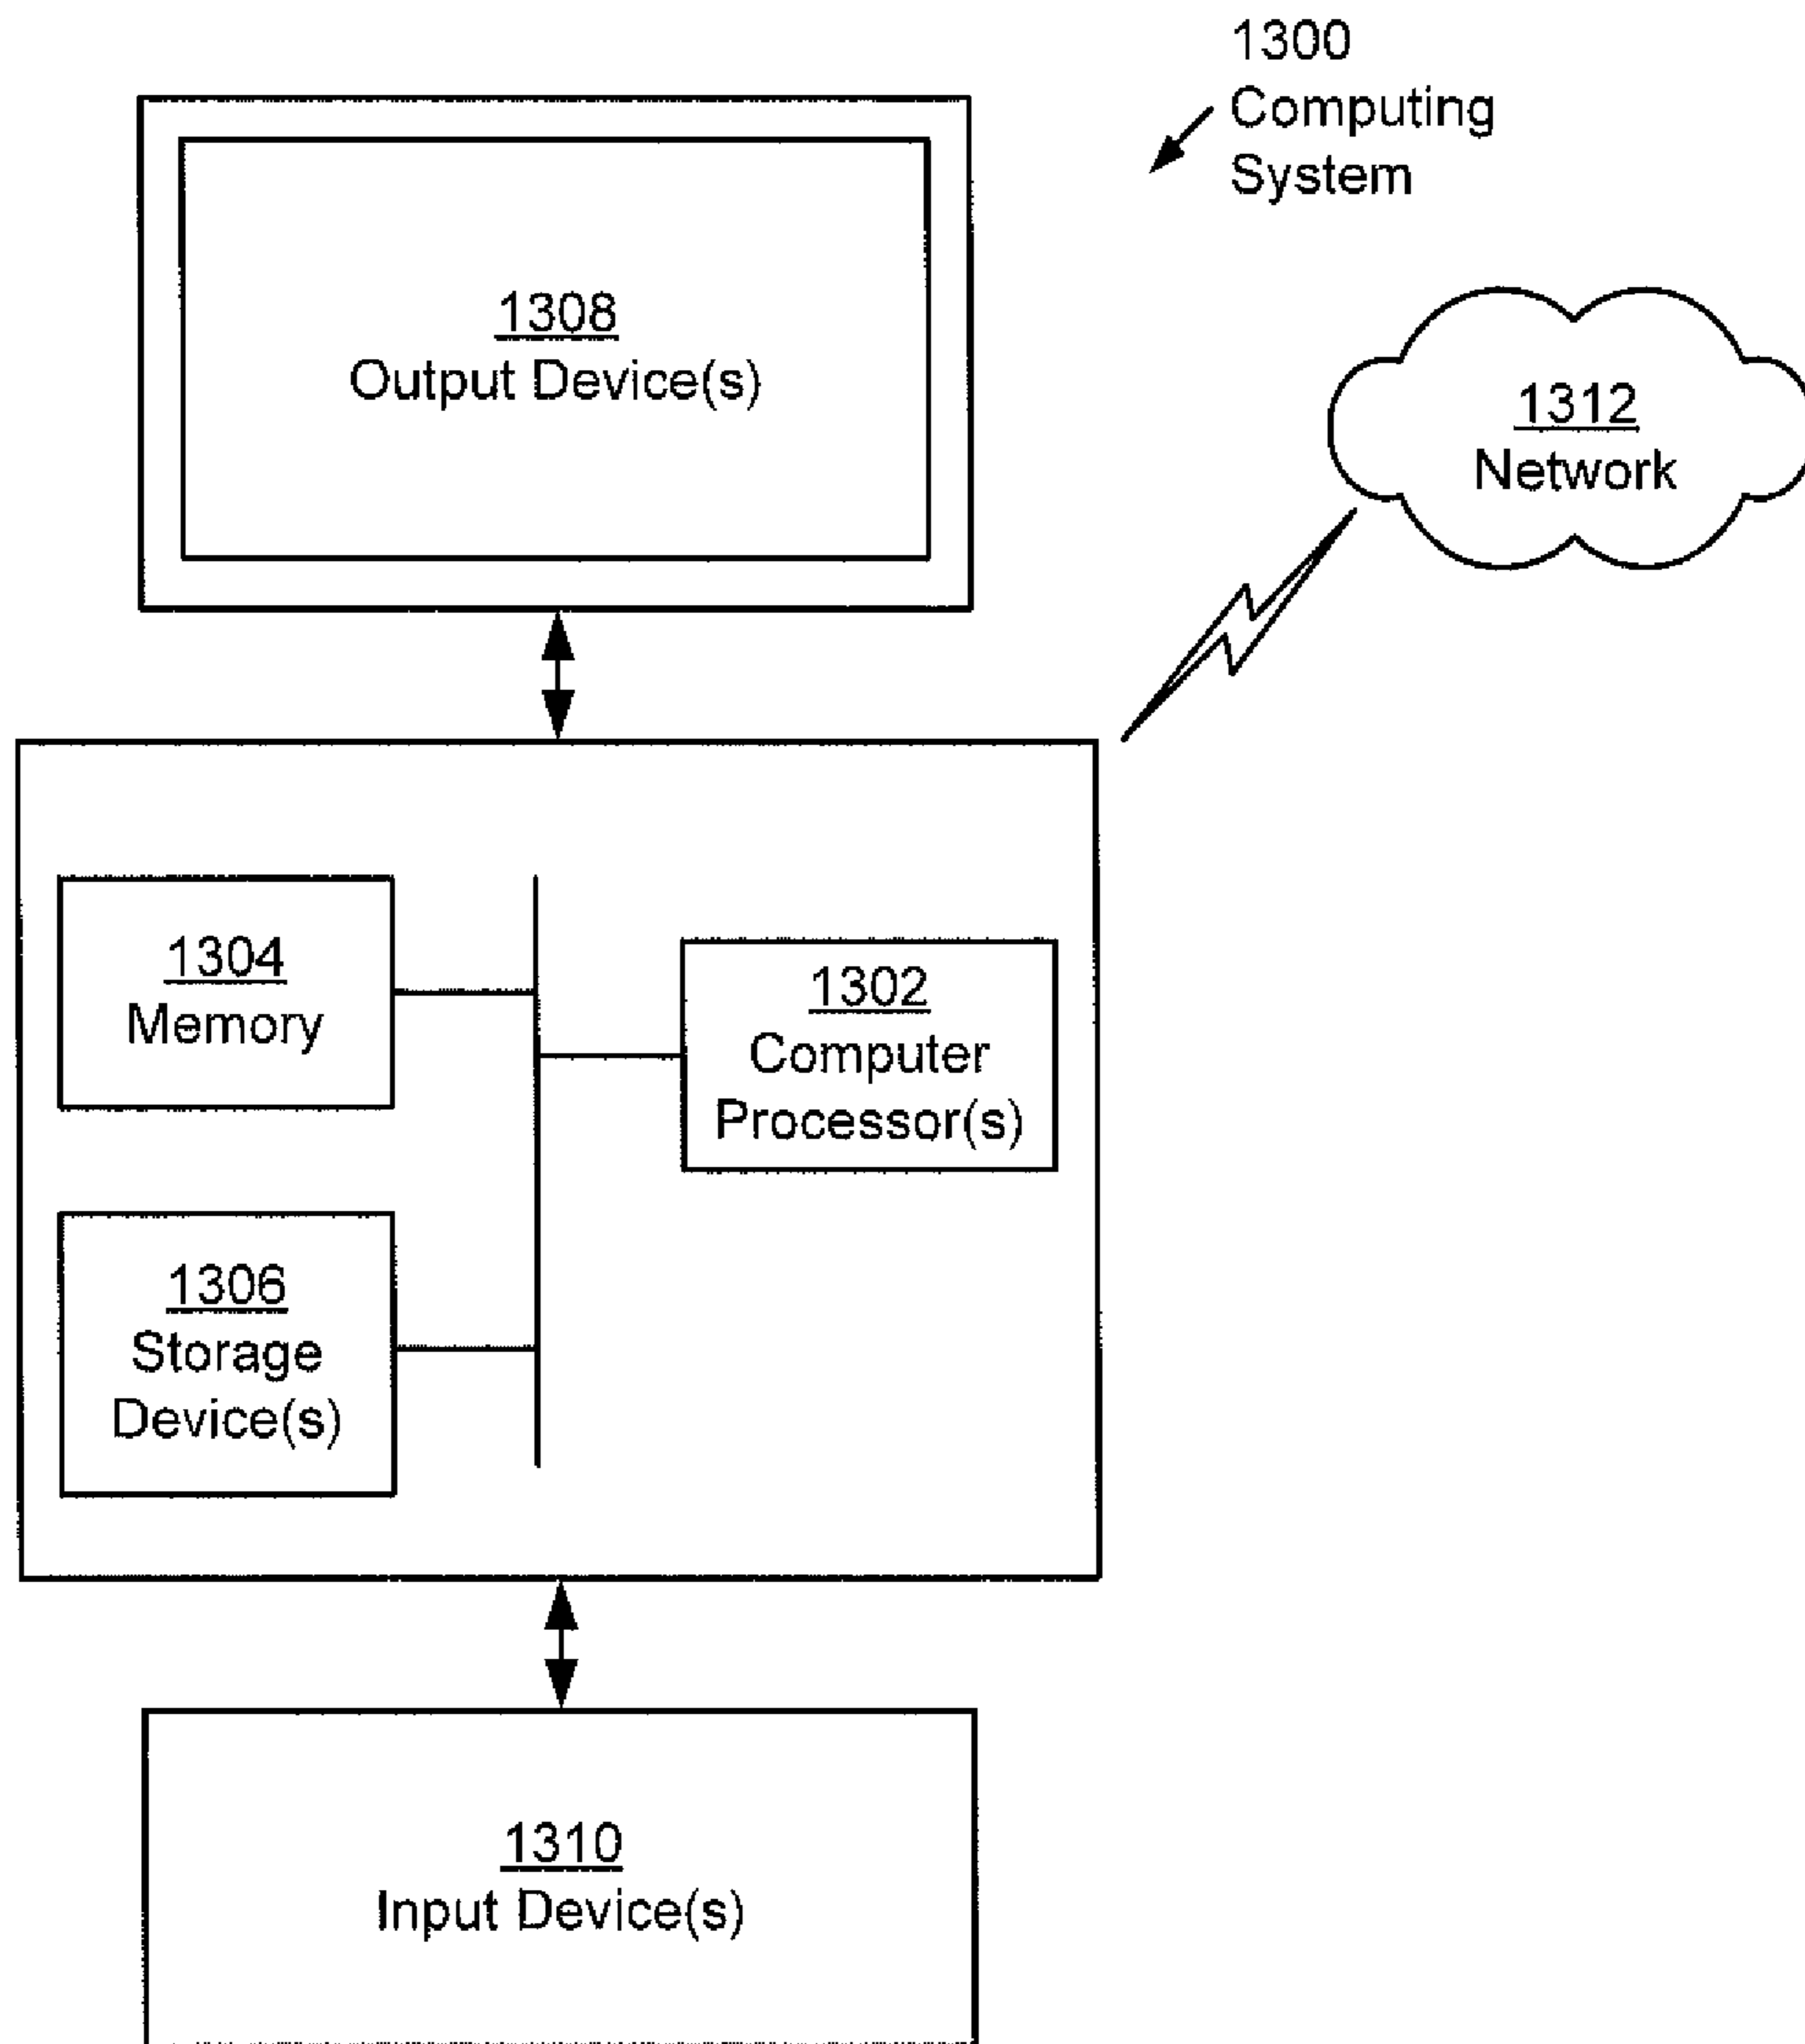 1300
Computing
System
1308
Output Device(s)
1312
Network
1304
Memory
1302
Computer
Processor(s)
1306
Storage
Device(s)
1310
Input Device(s)